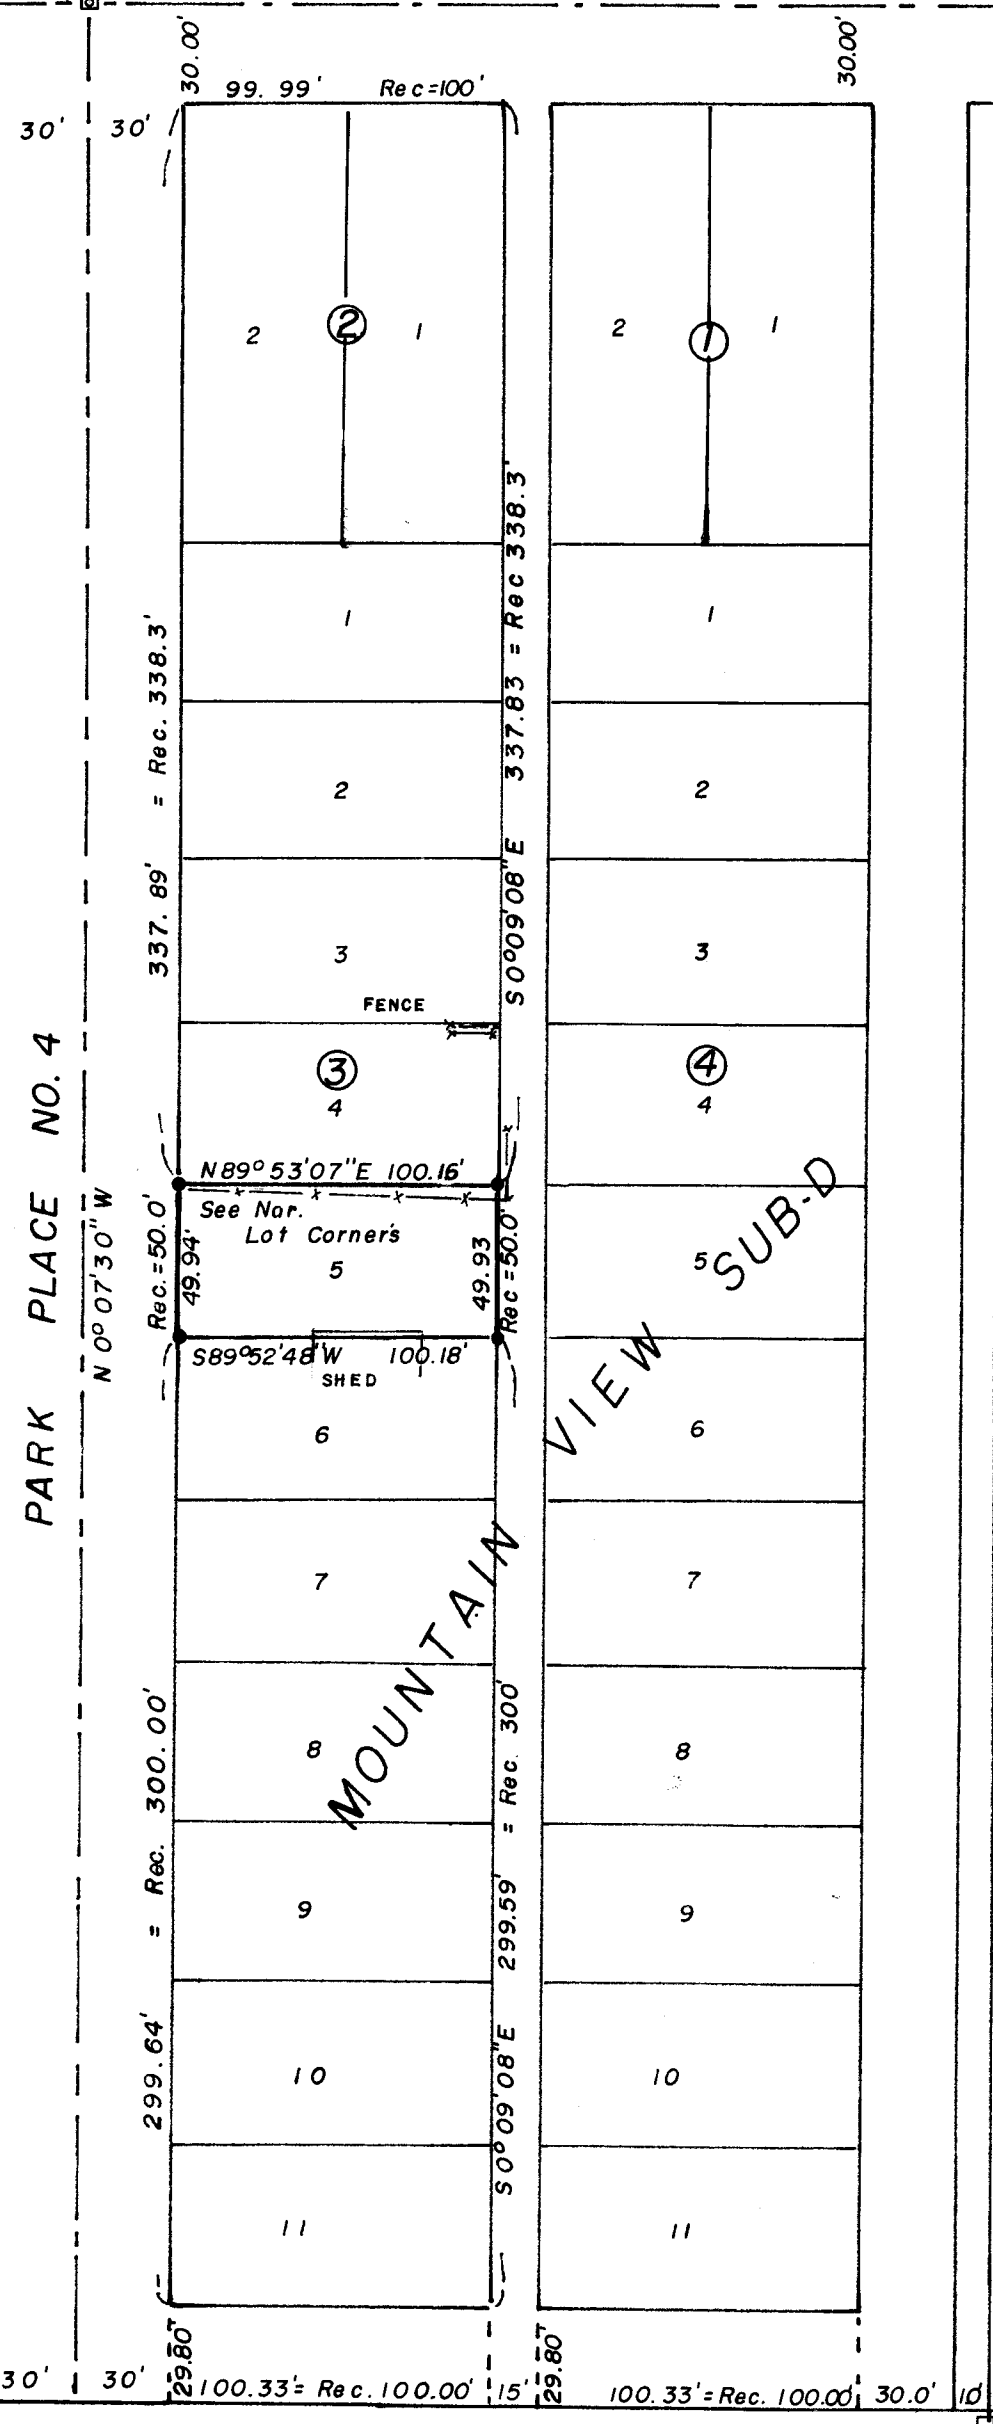 30.00'
30.00'
99.99' Rec=100'
30' 30'
2 2 1
2 1 1
337.89' = Rec. 338.3'
S 0° 09' 08" E 337.83 = Rec 338.3'
1
1
2
2
3
3
FENCE
3
4
4
4
PARK PLACE NO. 4
N 0° 07' 30" W
N 89° 53' 07" E 100.16'
See Nar.
Lot Corner's
Rec.=50.0'
49.94'
5
49.93
Rec=50.0'
5
S 89° 52' 48" W 100.18'
SHED
MOUNTAIN VIEW SUB-D
6
6
7
7
8
8
299.64' = Rec. 300.00'
S 0° 09' 08" E 299.59' = Rec. 300'
9
9
10
10
11
11
29.80'
29.80'
30' 30' 100.33' = Rec. 100.00' 15' 100.33' = Rec. 100.00' 30.0' 10'